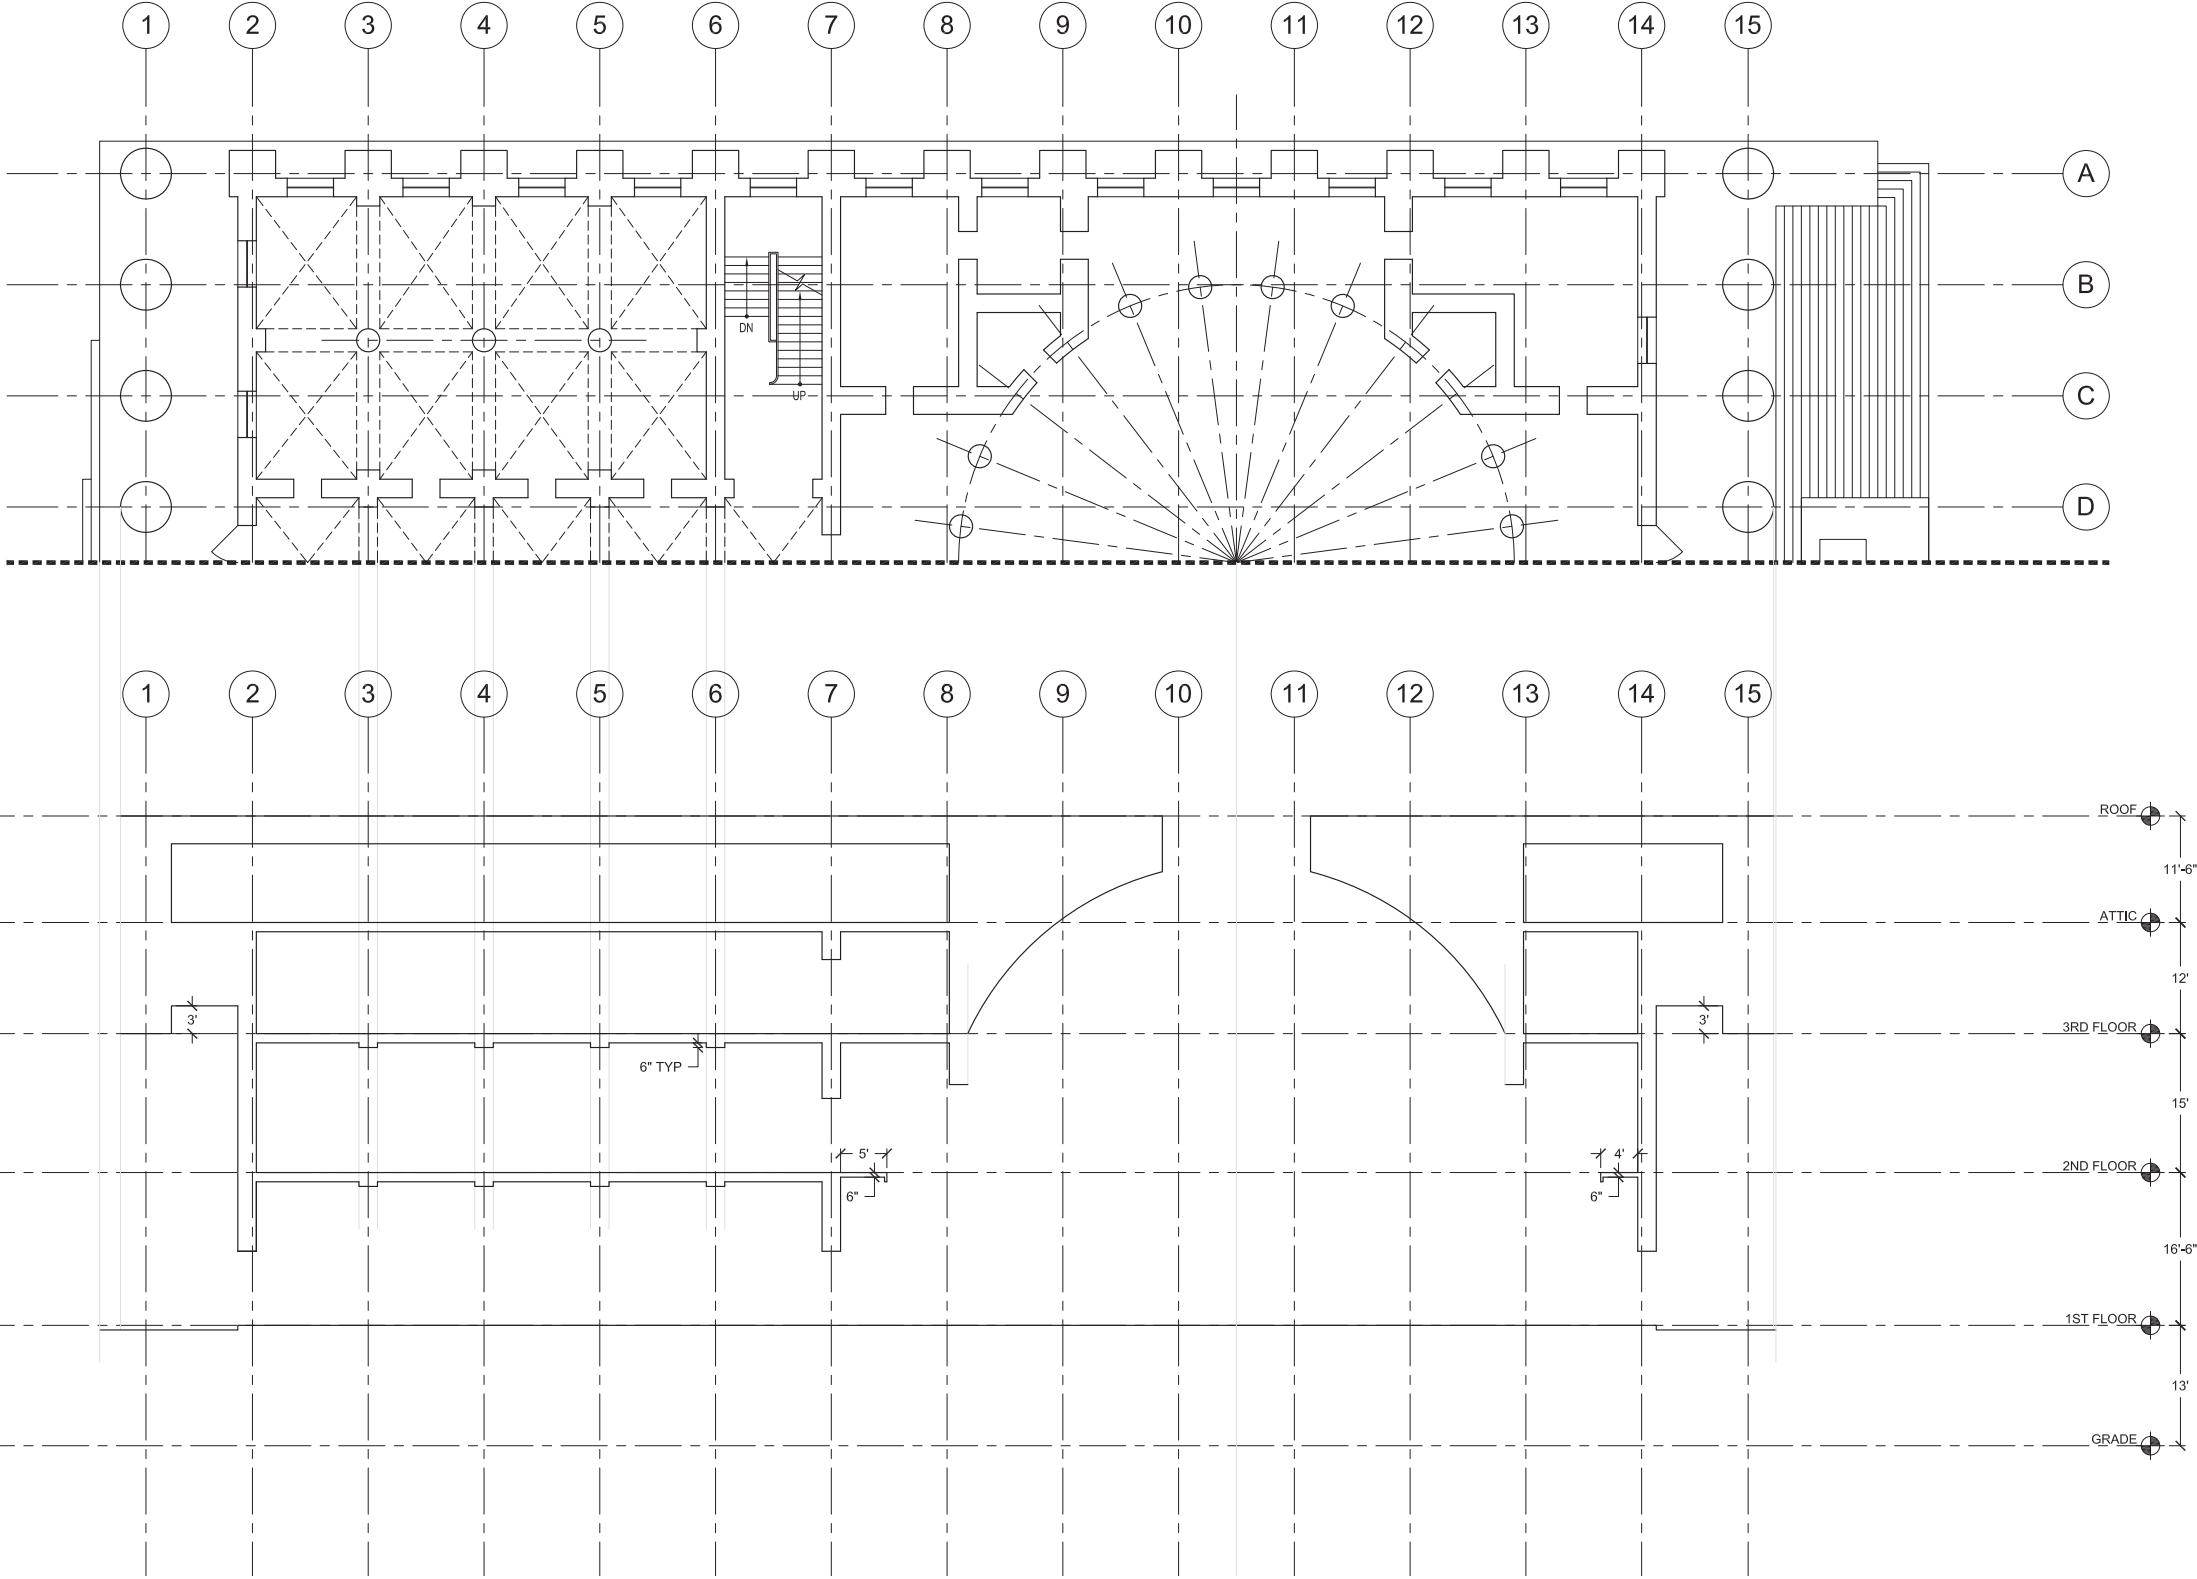 1 2 3 4 5 6 7 8 9 10 11 12 13 14 15
A
B
DN
C
UP
D
1 2 3 4 5 6 7 8 9 10 11 12 13 14 15
ROOF
11'-6"
ATTIC
12'
3' 3'
3RD FLOOR
6" TYP
15'
5' 4'
2ND FLOOR
6" 6"
16'-6"
1ST FLOOR
13'
GRADE